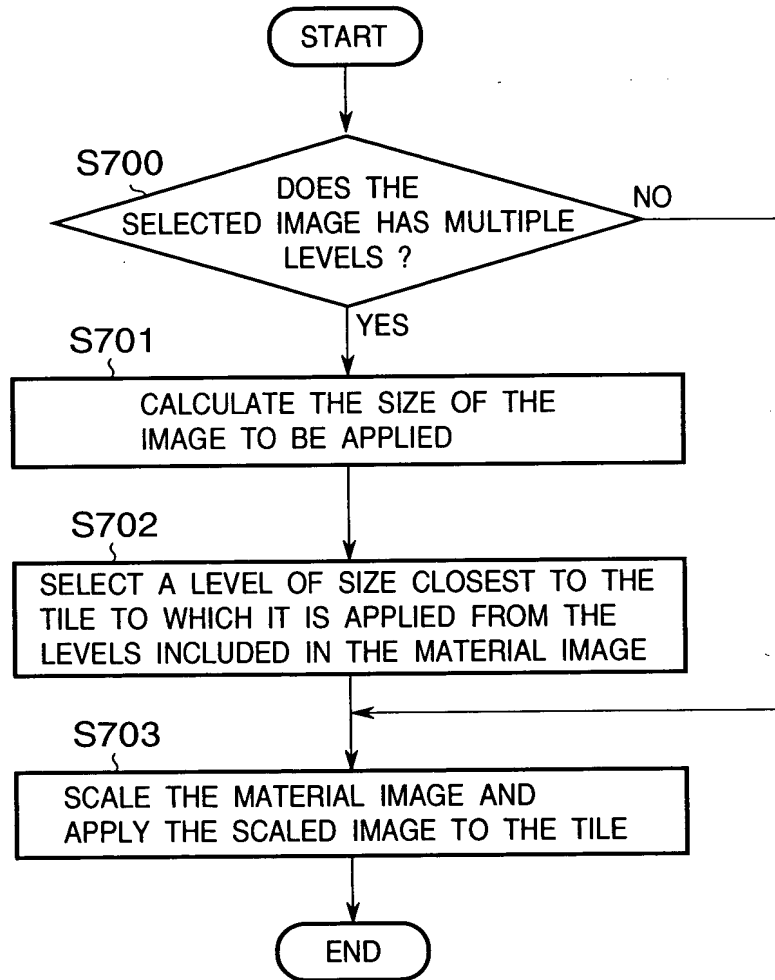 START
S700
DOES THE
SELECTED IMAGE HAS MULTIPLE
LEVELS ?
NO
YES
S701
CALCULATE THE SIZE OF THE
IMAGE TO BE APPLIED
S702
SELECT A LEVEL OF SIZE CLOSEST TO THE
TILE TO WHICH IT IS APPLIED FROM THE
LEVELS INCLUDED IN THE MATERIAL IMAGE
S703
SCALE THE MATERIAL IMAGE AND
APPLY THE SCALED IMAGE TO THE TILE
END